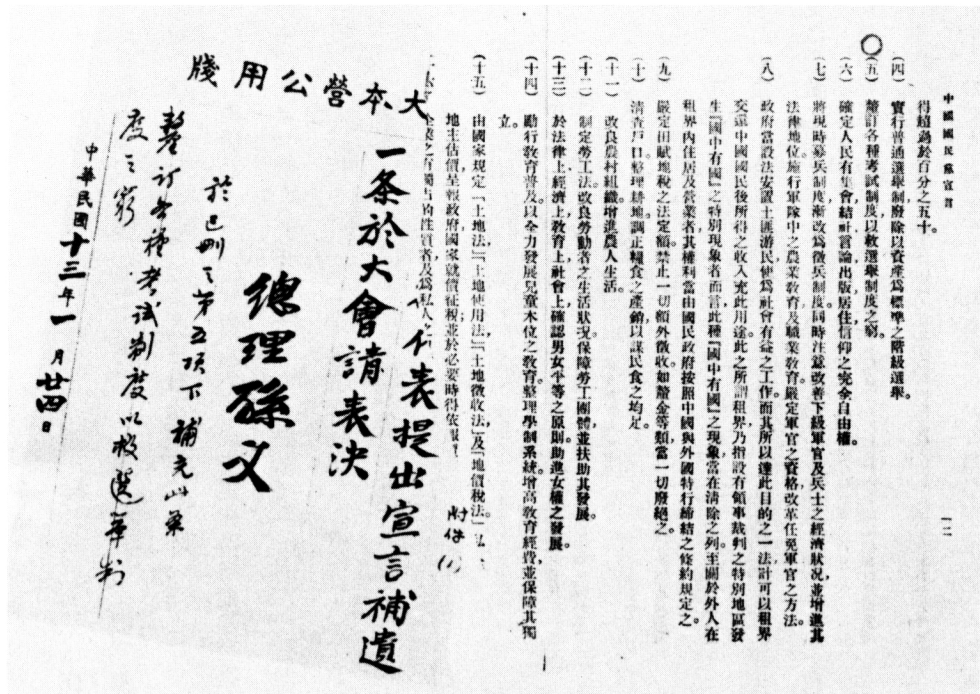 中國國民黨宣言
一二
得超過於百分之五十。
(四) 實行普通選舉制廢除以資產爲標準之階級選舉。
(五) 釐訂各種考試制度以救選舉制度之窮。
(六) 確定人民有集會結社言論出版居住信仰之完全自由權。
(七) 將現時募兵制度漸改爲徵兵制度。同時注意改善下級軍官及兵士之經濟狀况並增進其
法律地位。施行軍隊中之農業教育及職業教育。嚴定軍官之資格改革任免軍官之方法。
(八) 政府當設法安置土匪游民使爲社會有益之工作。而其所以達此目的之一法計可以租界
交還中國國民後所得之收入充此用途。此之所謂租界乃指設有領事裁判之特別地區發
生『國中有國』之特別現象者而言。此種『國中有國』之現象當在清除之列。至關於外人在
租界內住居及營業者其權利當由國民政府按照中國與外國特行締結之條約規定之。
(九) 嚴定田賦地稅之法定額。禁止一切額外徵收。如釐金等類當一切廢絕之。
(十) 清查戶口。整理耕地。調正糧食之產銷以謀民食之均足。
(十一) 改良農村組織。增進農人生活。
(十二) 制定勞工法。改良勞動者之生活狀況。保障勞工團體並扶助其發展。
(十三) 於法律上經濟上教育上社會上確認男女平等之原則。助進女權之發展。
(十四) 勵行教育普及。以全力發展兒童本位之教育。整理學制系統。增高教育經費並保障其獨
立。
(十五) 由國家規定「土地法」「土地使用法」「土地徵收法」及「地價稅法」
地主估價呈報政府。國家就價征稅並於必要時得依報
企業之有獨占的性質者及爲私人之
附件
大本營公用牋
代表提出宣言補遺
一条於大會請表決
總理孫文
於已刪之第五項下補充此条
釐訂各種考試制度以救選舉制
度之窮
中華民國十三年一月廿四日